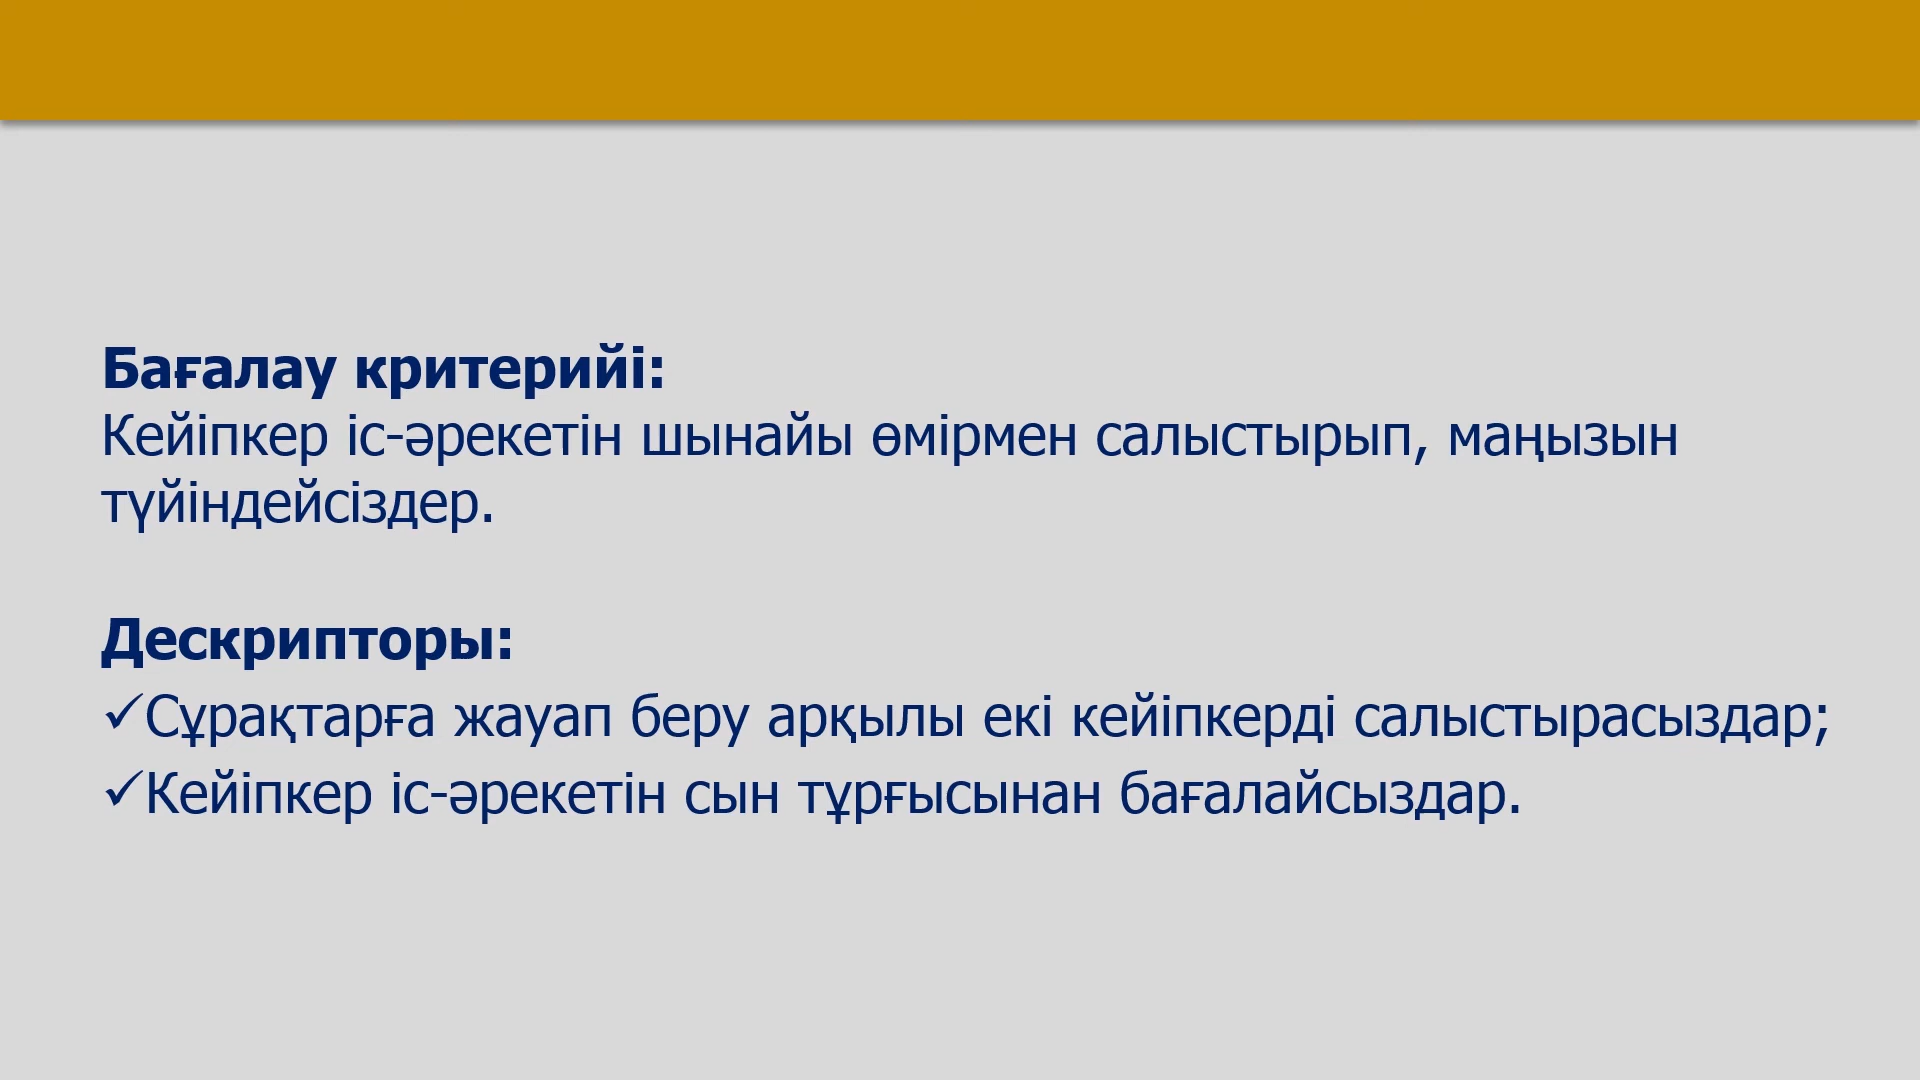 Бағалау критерийі:
Кейіпкер іс-әрекетін шынайы өмірмен салыстырып, маңызын
түйіндейсіздер.
Дескрипторы:
✓Сұрақтарға жауап беру арқылы екі кейіпкерді салыстырасыздар;
✓Кейіпкер іс-әрекетін сын тұрғысынан бағалайсыздар.